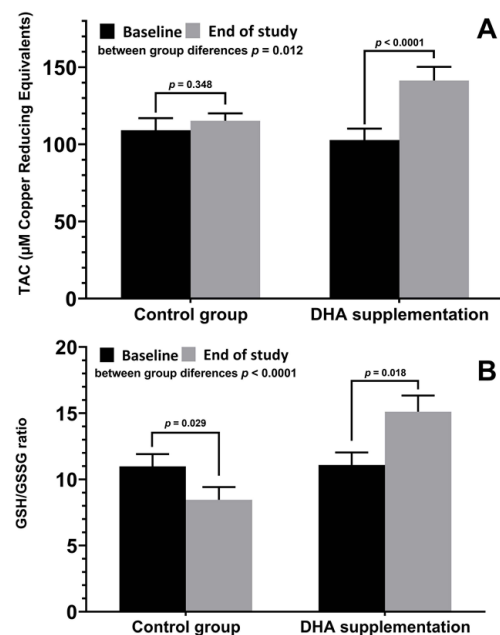 A
Baseline End of study
between group diferences p = 0.012
p < 0.0001
p = 0.348
TAC (µM Copper Reducing Equivalents)
150
100
50
0
Control group DHA supplementation
B
Baseline End of study
between group diferences p < 0.0001
p = 0.018
p = 0.029
GSH/GSSG ratio
20
15
10
5
0
Control group DHA supplementation